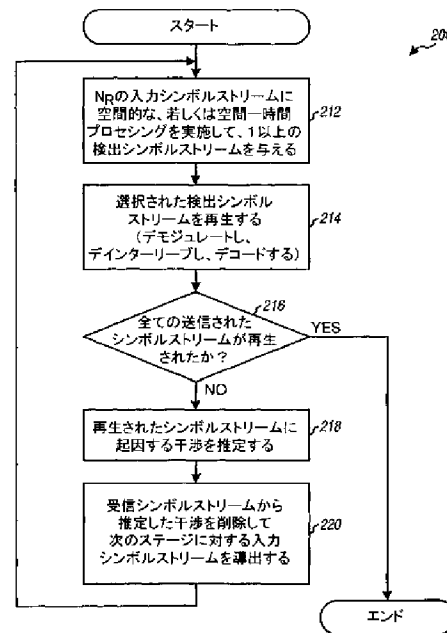 スタート
200
NRの入力シンボルストリームに
空間的な、若しくは空間－時間
プロセシングを実施して、1以上の
検出シンボルストリームを与える
212
選択された検出シンボル
ストリームを再生する
（デモジュレートし、
デインターリーブし、デコードする）
214
216
全ての送信された
シンボルストリームが再生
されたか？
YES
NO
再生されたシンボルストリームに
起因する干渉を推定する
218
受信シンボルストリームから
推定した干渉を削除して
次のステージに対する入力
シンボルストリームを導出する
220
エンド